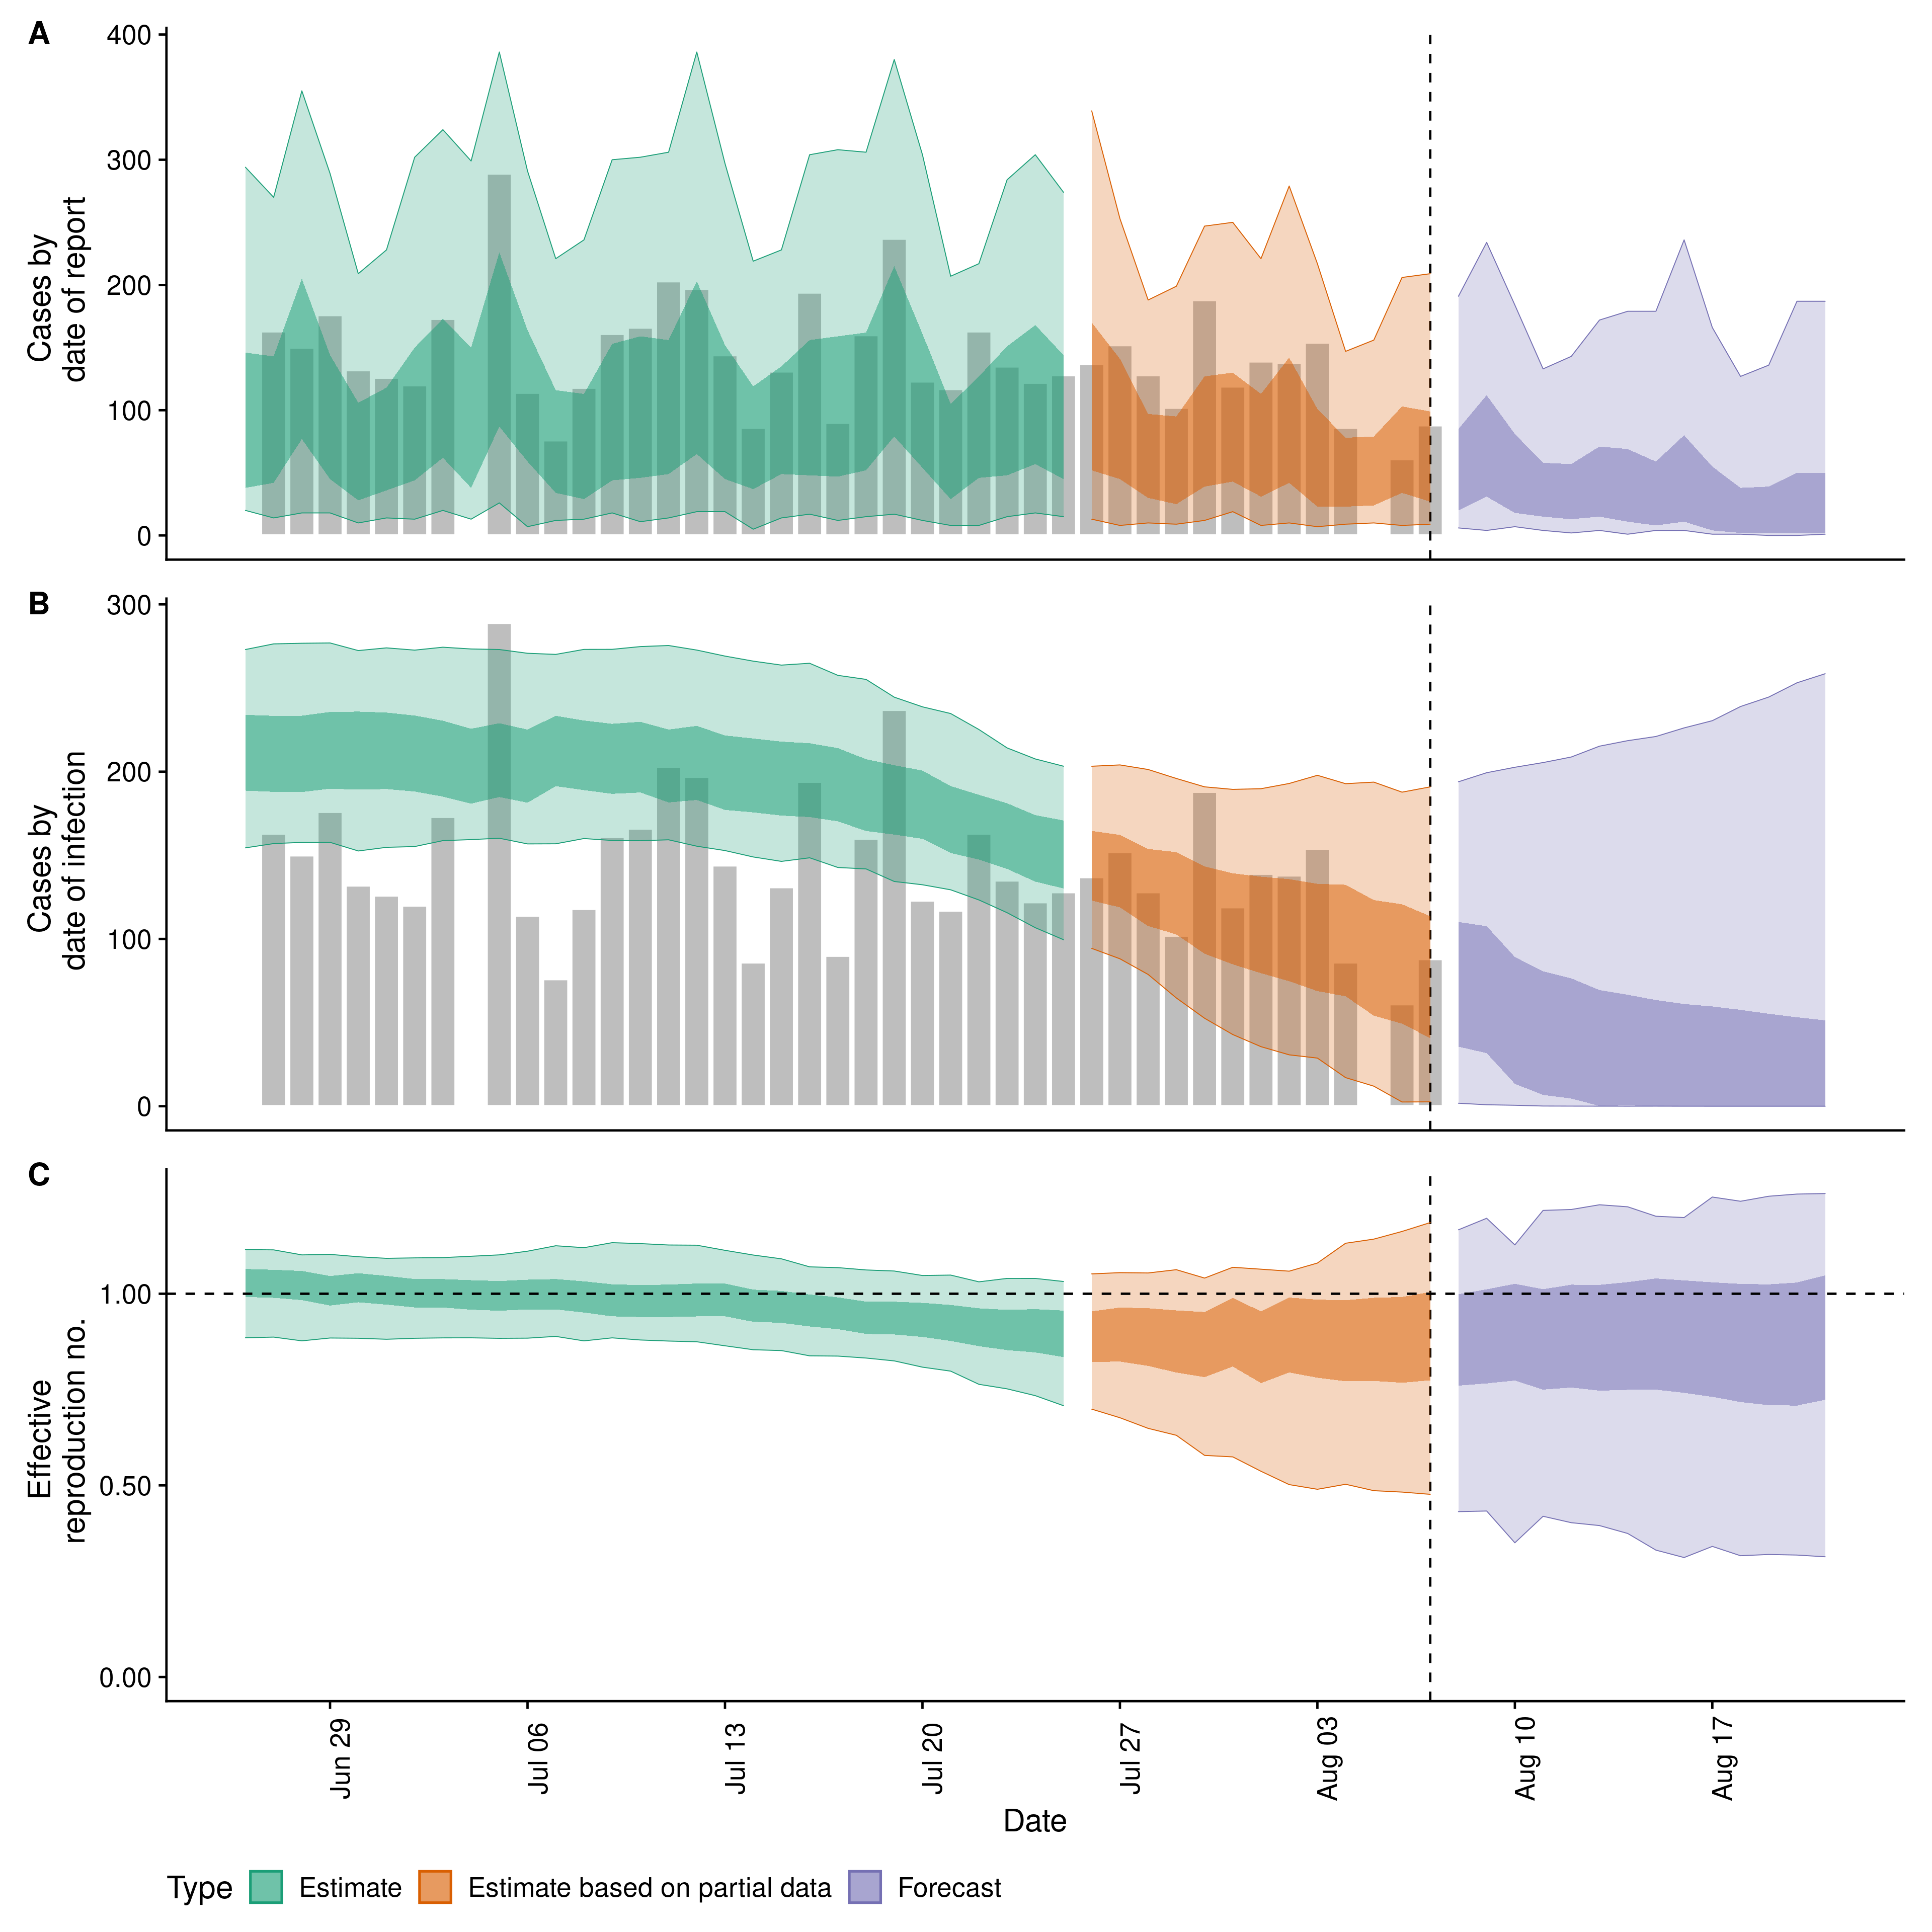 A
400
300
200
100
0
Cases by
date of report
B
300
200
100
0
Cases by
date of infection
C
1.00
0.50
0.00
Effective
reproduction no.
Jun 29
Jul 06
Jul 13
Jul 20
Jul 27
Aug 03
Aug 10
Aug 17
Date
Type
Estimate
Estimate based on partial data
Forecast